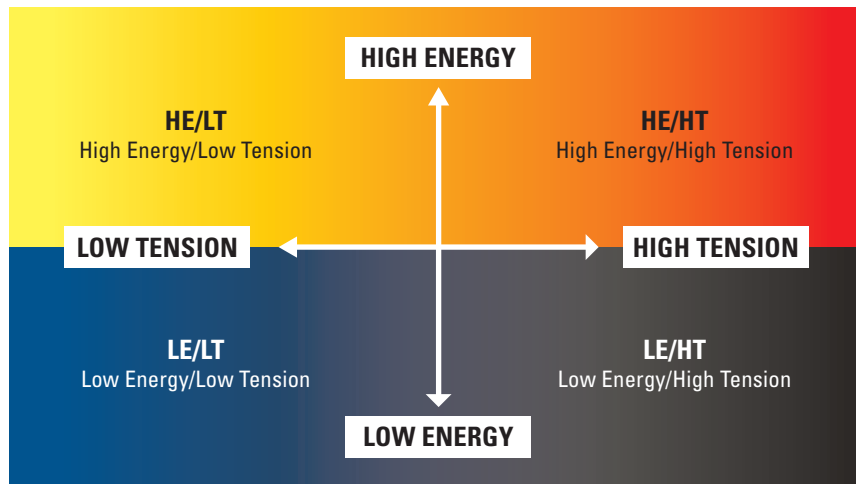 HIGH ENERGY
HE/LT
High Energy/Low Tension
HE/HT
High Energy/High Tension
LOW TENSION
HIGH TENSION
LE/LT
Low Energy/Low Tension
LE/HT
Low Energy/High Tension
LOW ENERGY